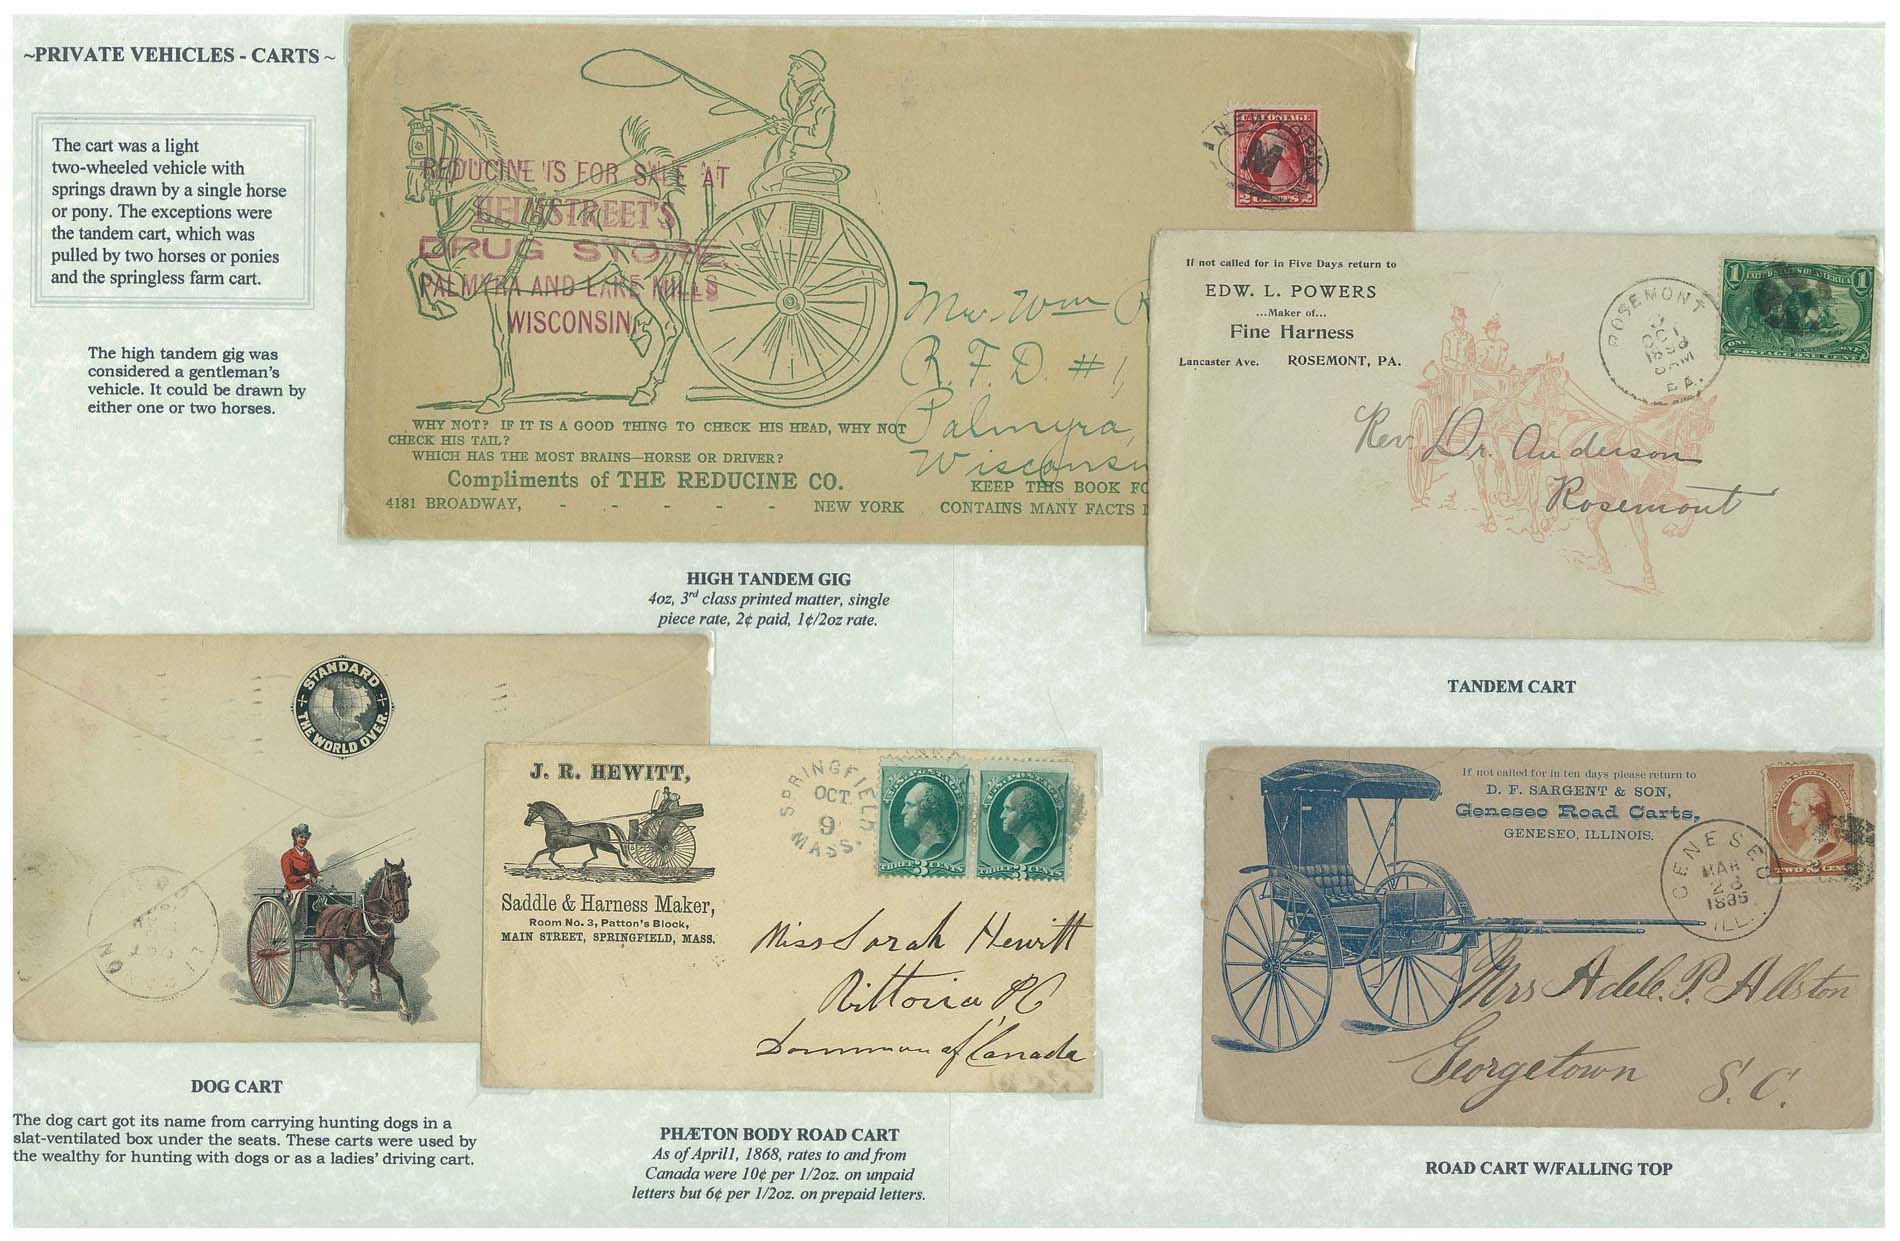 ~PRIVATE VEHICLES - CARTS ~
The cart was a light
two-wheeled vehicle with
springs drawn by a single horse
or pony. The exceptions were
the tandem cart, which was
pulled by two horses or ponies
and the springless farm cart.
The high tandem gig was
considered a gentleman's
vehicle. It could be drawn by
either one or two horses.
REDUCINE IS FOR SALE AT
DRUG STORE
PALMYRA AND LAKE MILLS
WISCONSIN.
NEW YORK
M
U.S. POSTAGE
2 CENTS 2
Mr. Wm R
R. F. D. #1,
Palmyra,
Wisconsin
WHY NOT? IF IT IS A GOOD THING TO CHECK HIS HEAD, WHY NOT
CHECK HIS TAIL?
WHICH HAS THE MOST BRAINS—HORSE OR DRIVER?
Compliments of THE REDUCINE CO.
4181 BROADWAY, - - - - - NEW YORK
KEEP THIS BOOK FO
CONTAINS MANY FACTS
HIGH TANDEM GIG
4oz, 3rd class printed matter, single
piece rate, 2¢ paid, 1¢/2oz rate.
If not called for in Five Days return to
EDW. L. POWERS
...Maker of...
Fine Harness
Lancaster Ave. ROSEMONT, PA.
ROSEMONT
OCT
1898
PA.
1 UNITED STATES OF AMERICA 1
POSTAGE ONE CENT
Rev. Dr. Anderson
Rosemont
TANDEM CART
STANDARD
THE WORLD OVER.
DOG CART
The dog cart got its name from carrying hunting dogs in a
slat-ventilated box under the seats. These carts were used by
the wealthy for hunting with dogs or as a ladies' driving cart.
J. R. HEWITT,
Saddle & Harness Maker,
Room No. 3, Patton's Block,
MAIN STREET, SPRINGFIELD, MASS.
SPRINGFIELD
OCT.
9
MASS.
THREE 3 CENTS
THREE 3 CENTS
Miss Sarah Hewitt
Vittoria PO
Dominion of Canada
PHÆTON BODY ROAD CART
As of April1, 1868, rates to and from
Canada were 10¢ per 1/2oz. on unpaid
letters but 6¢ per 1/2oz. on prepaid letters.
If not called for in ten days please return to
D. F. SARGENT & SON,
Geneseo Road Carts,
GENESEO, ILLINOIS.
GENESEO
MAR
1885
ILL.
Mrs Adele. P. Allston
Georgetown
S. C.
ROAD CART W/FALLING TOP